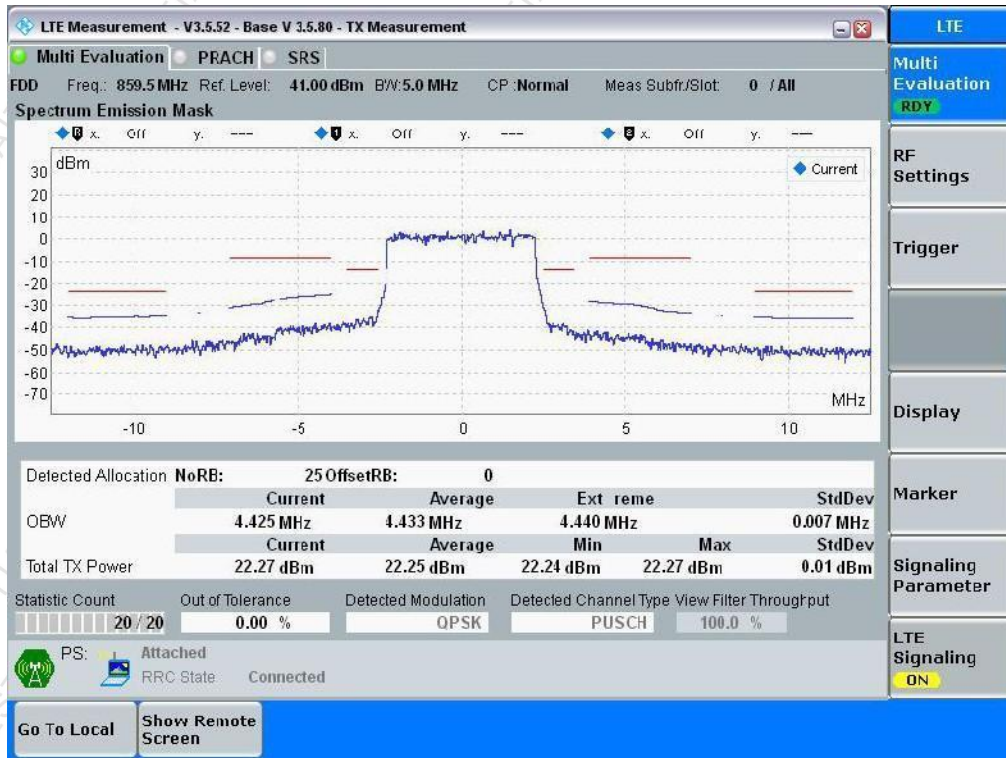 LTE Measurement - V3.5.52 - Base V 3.5.80 - TX Measurement
LTE
Multi Evaluation PRACH SRS
Multi
Evaluation
RDY
FDD Freq.: 859.5 MHz Ref. Level: 41.00 dBm BW: 5.0 MHz CP :Normal Meas Subfr./Slot: 0 / All
Spectrum Emission Mask
x. Off y. --- x. Off y. --- x. Off y. ---
dBm
Current
30
20
10
0
-10
-20
-30
-40
-50
-60
-70
MHz
-10 -5 0 5 10
RF
Settings
Trigger
Display
Marker
Signaling
Parameter
LTE
Signaling
ON
Detected Allocation NoRB: 25 OffsetRB: 0
Current Average Ext reme StdDev
OBW 4.425 MHz 4.433 MHz 4.440 MHz 0.007 MHz
Current Average Min Max StdDev
Total TX Power 22.27 dBm 22.25 dBm 22.24 dBm 22.27 dBm 0.01 dBm
Statistic Count Out of Tolerance Detected Modulation Detected Channel Type View Filter Throughput
20 / 20 0.00 % QPSK PUSCH 100.0 %
PS: Attached
RRC State Connected
Go To Local
Show Remote
Screen